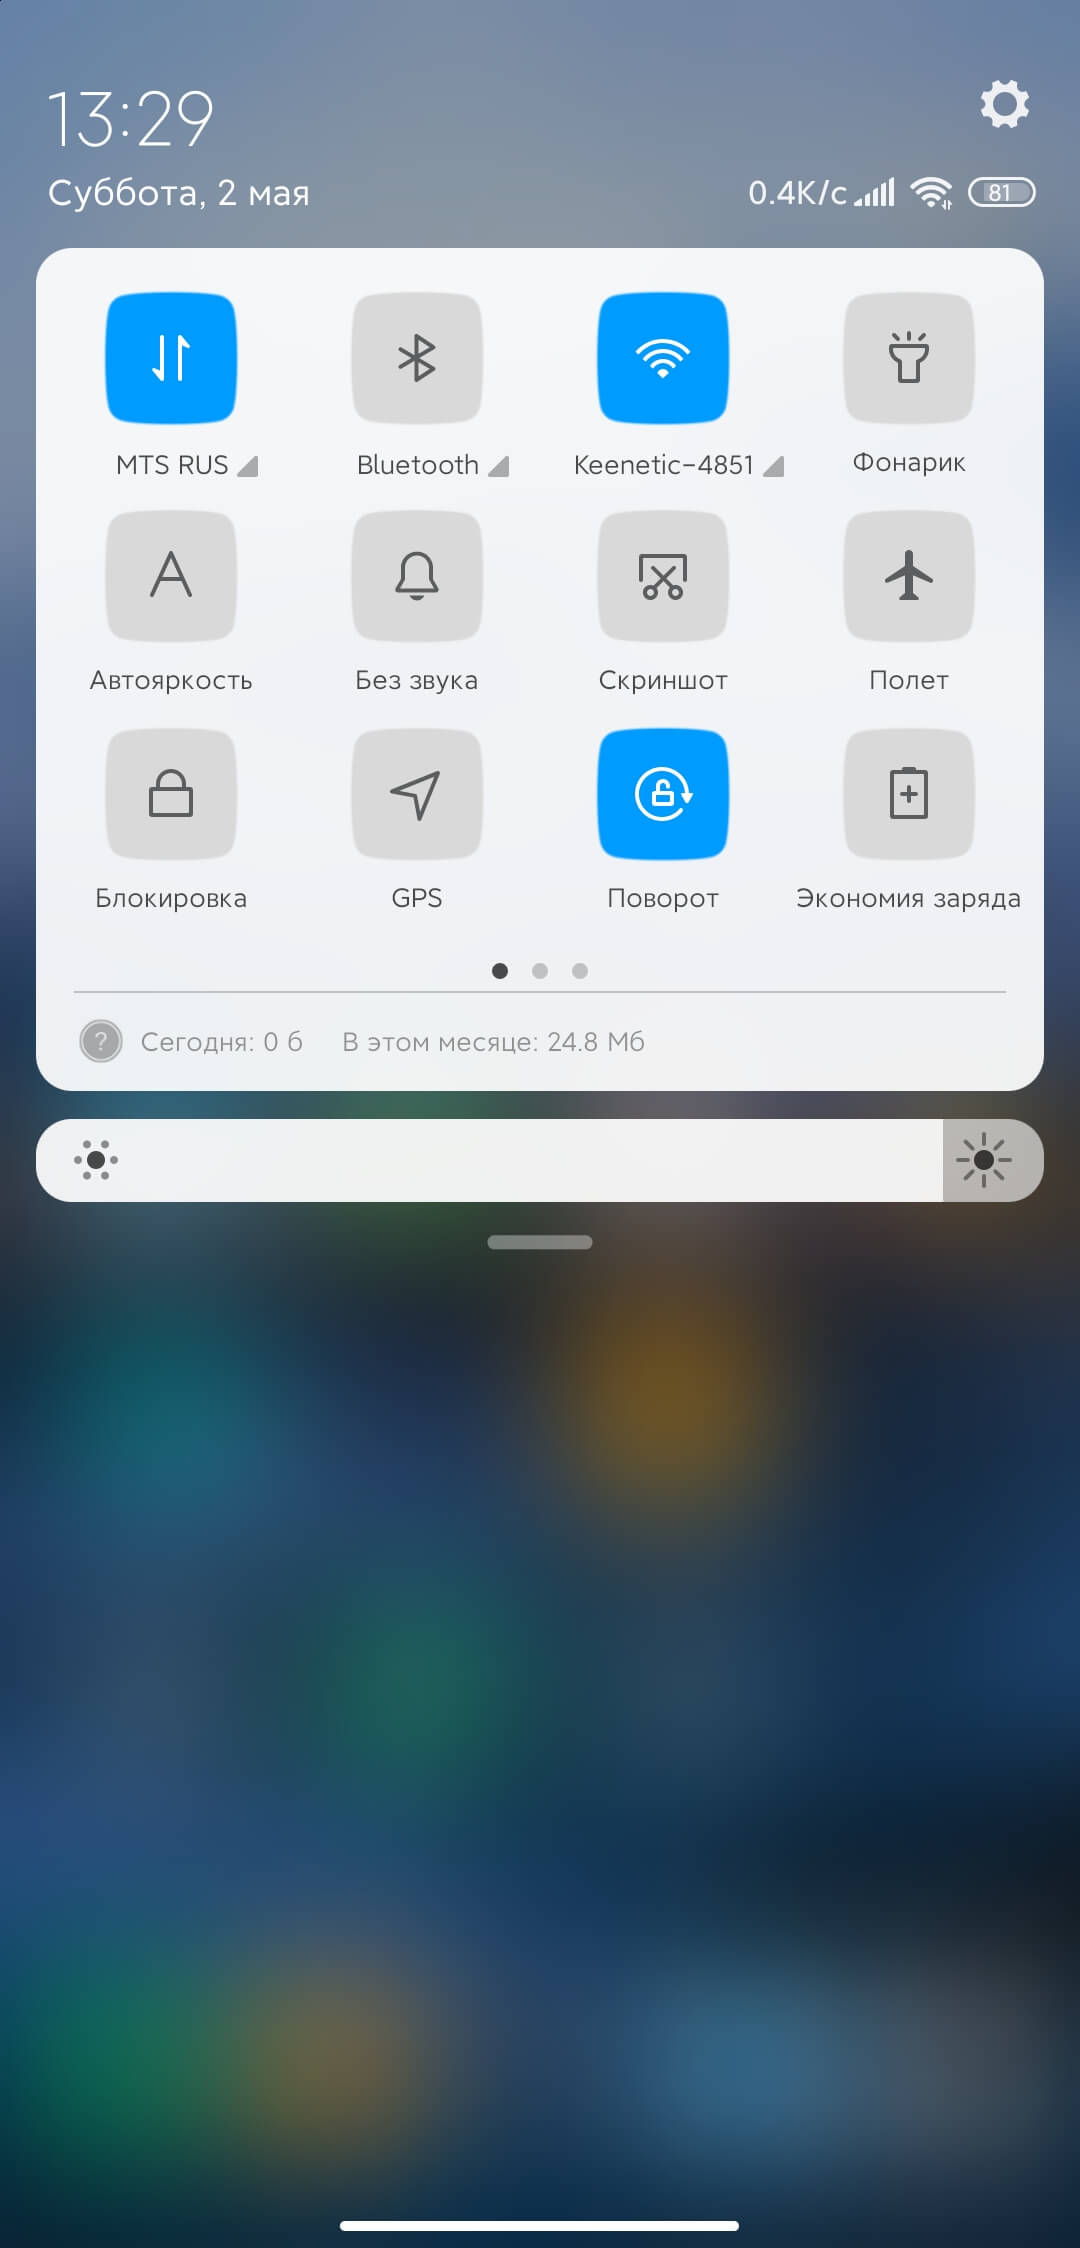 13:29
Суббота, 2 мая
0.4K/c
81
MTS RUS
Bluetooth
Keenetic-4851
Фонарик
Автояркость
Без звука
Скриншот
Полет
Блокировка
GPS
Поворот
Экономия заряда
? Сегодня: 0 б В этом месяце: 24.8 Мб